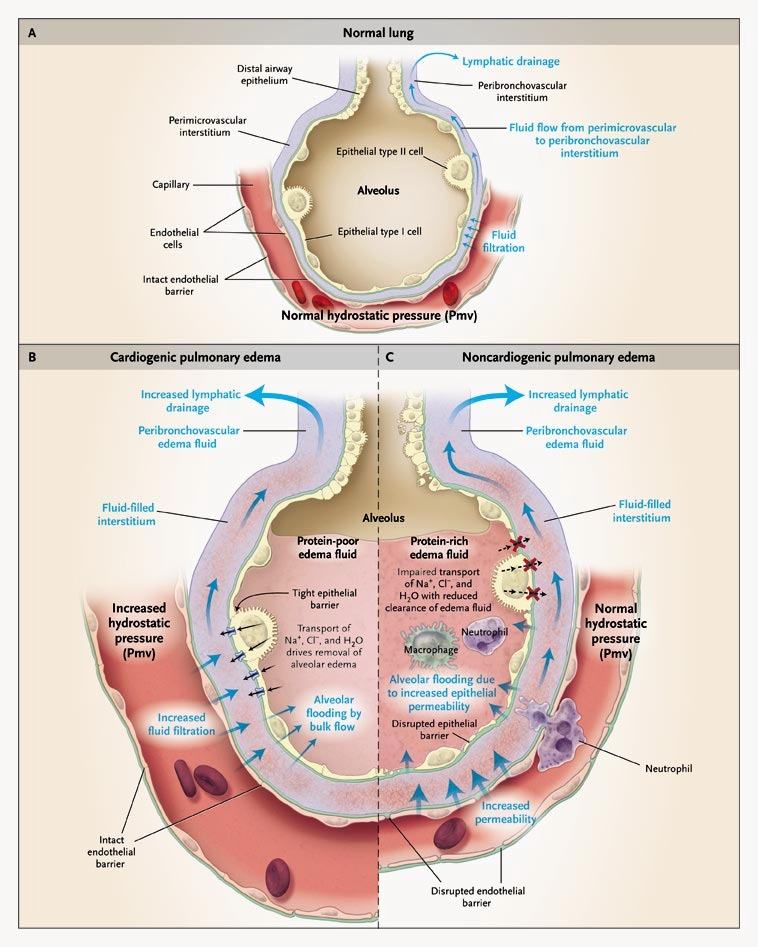 A
Normal lung
Distal airway
epithelium
Lymphatic drainage
Peribronchovascular
interstitium
Perimicrovascular
interstitium
Fluid flow from perimicrovascular
to peribronchovascular
interstitium
Epithelial type II cell
Capillary
Alveolus
Endothelial
cells
Epithelial type I cell
Fluid
filtration
Intact endothelial
barrier
Normal hydrostatic pressure (Pmv)
B
Cardiogenic pulmonary edema
Increased lymphatic
drainage
Peribronchovascular
edema fluid
Fluid-filled
interstitium
Alveolus
Protein-poor
edema fluid
Increased
hydrostatic
pressure
(Pmv)
Tight epithelial
barrier
Transport of
Na⁺, Cl⁻, and H₂O
drives removal of
alveolar edema
Increased
fluid filtration
Alveolar
flooding by
bulk flow
Intact
endothelial
barrier
C
Noncardiogenic pulmonary edema
Increased lymphatic
drainage
Peribronchovascular
edema fluid
Fluid-filled
interstitium
Protein-rich
edema fluid
Impaired transport
of Na⁺, Cl⁻, and
H₂O with reduced
clearance of edema fluid
Normal
hydrostatic
pressure
(Pmv)
Neutrophil
Macrophage
Alveolar flooding due
to increased epithelial
permeability
Disrupted epithelial
barrier
Neutrophil
Increased
permeability
Disrupted endothelial
barrier